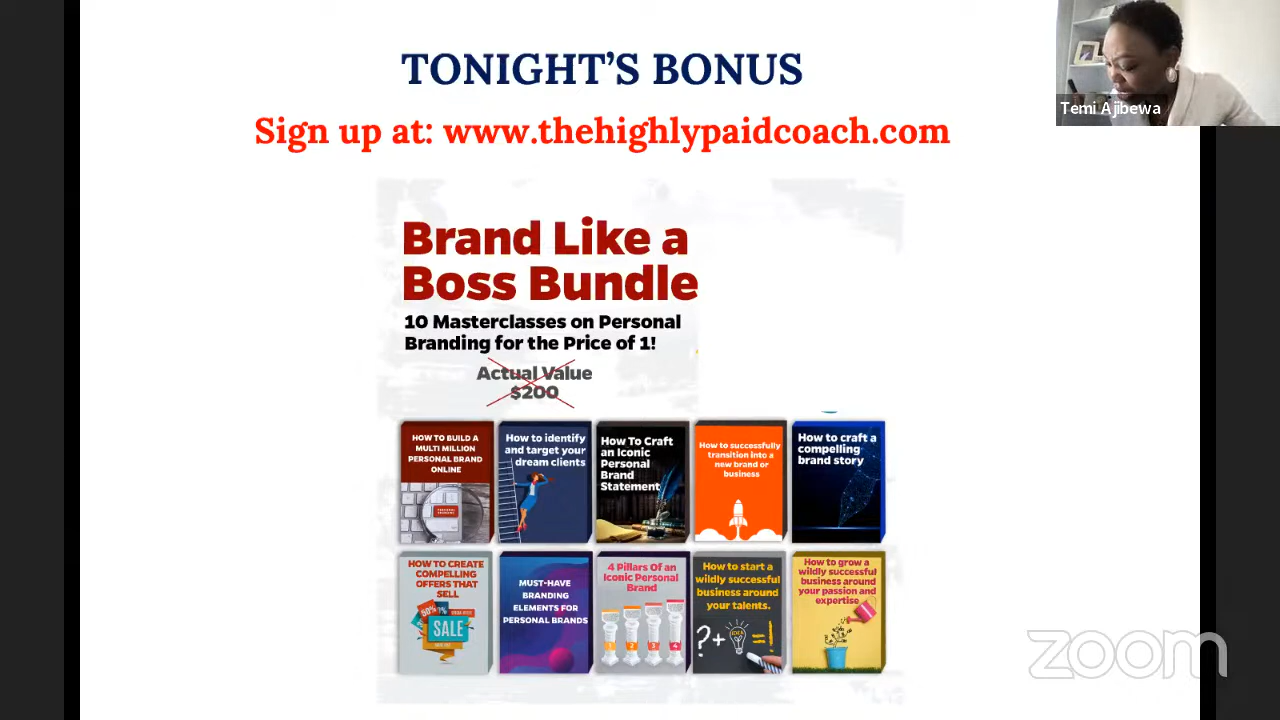 TONIGHT'S BONUS
Sign up at: www.thehighlypaidcoach.com
Temi Ajibewa
Brand Like a
Boss Bundle
10 Masterclasses on Personal
Branding for the Price of 1!
Actual Value
$200
HOW TO BUILD A
MULTI MILLION
PERSONAL BRAND
ONLINE
How to identify
and target your
dream clients
How To Craft
an Iconic
Personal
Brand
Statement
How to successfully
transition into a
new brand or
business
How to craft a
compelling
brand story
HOW TO CREATE
COMPELLING
OFFERS THAT
SELL
SALE
MUST-HAVE
BRANDING
ELEMENTS FOR
PERSONAL BRANDS
4 Pillars Of an
Iconic Personal
Brand
1 2 3 4
How to start a
wildly successful
business around
your talents.
? + IDEA = !
How to grow a
wildly successful
business around
your passion and
expertise
zoom